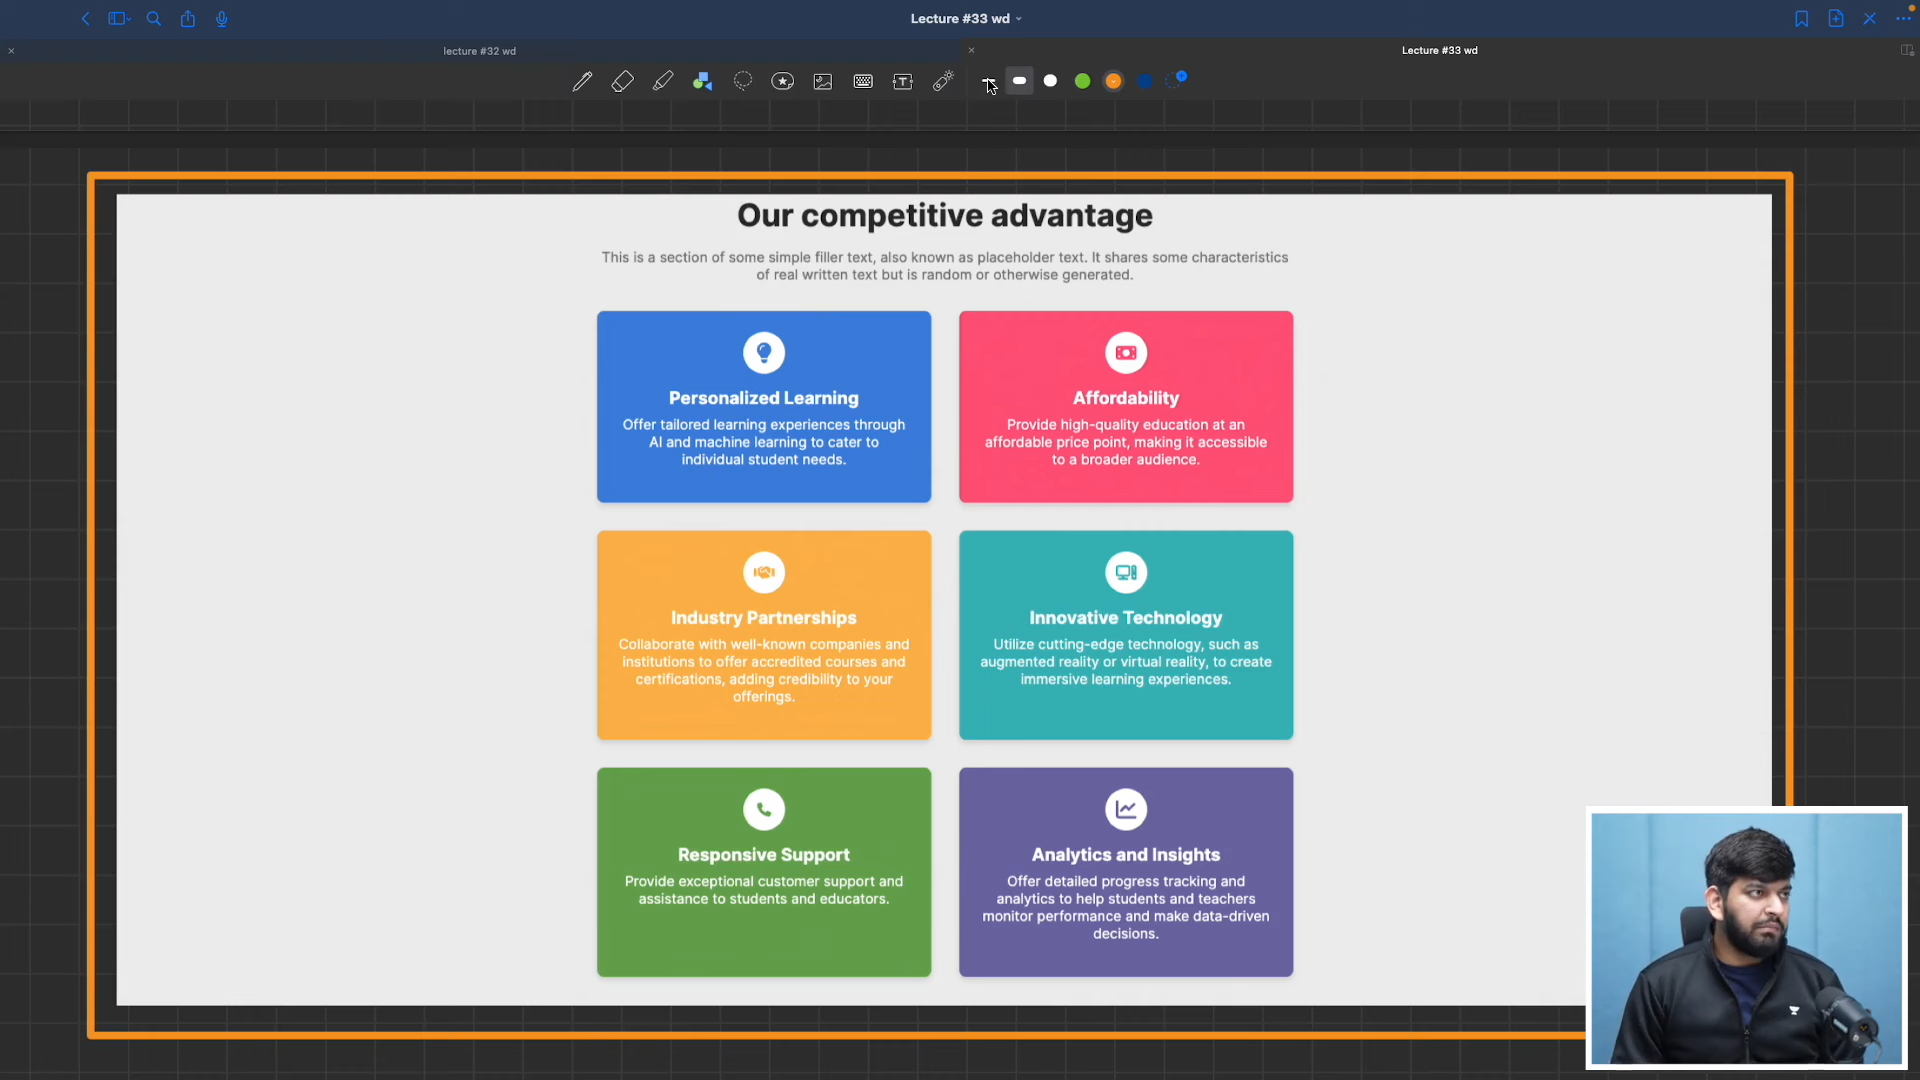 Lecture #33 wd
lecture #32 wd
Lecture #33 wd
Our competitive advantage
This is a section of some simple filler text, also known as placeholder text. It shares some characteristics
of real written text but is random or otherwise generated.
Personalized Learning
Offer tailored learning experiences through
AI and machine learning to cater to
individual student needs.
Affordability
Provide high-quality education at an
affordable price point, making it accessible
to a broader audience.
Industry Partnerships
Collaborate with well-known companies and
institutions to offer accredited courses and
certifications, adding credibility to your
offerings.
Innovative Technology
Utilize cutting-edge technology, such as
augmented reality or virtual reality, to create
immersive learning experiences.
Responsive Support
Provide exceptional customer support and
assistance to students and educators.
Analytics and Insights
Offer detailed progress tracking and
analytics to help students and teachers
monitor performance and make data-driven
decisions.